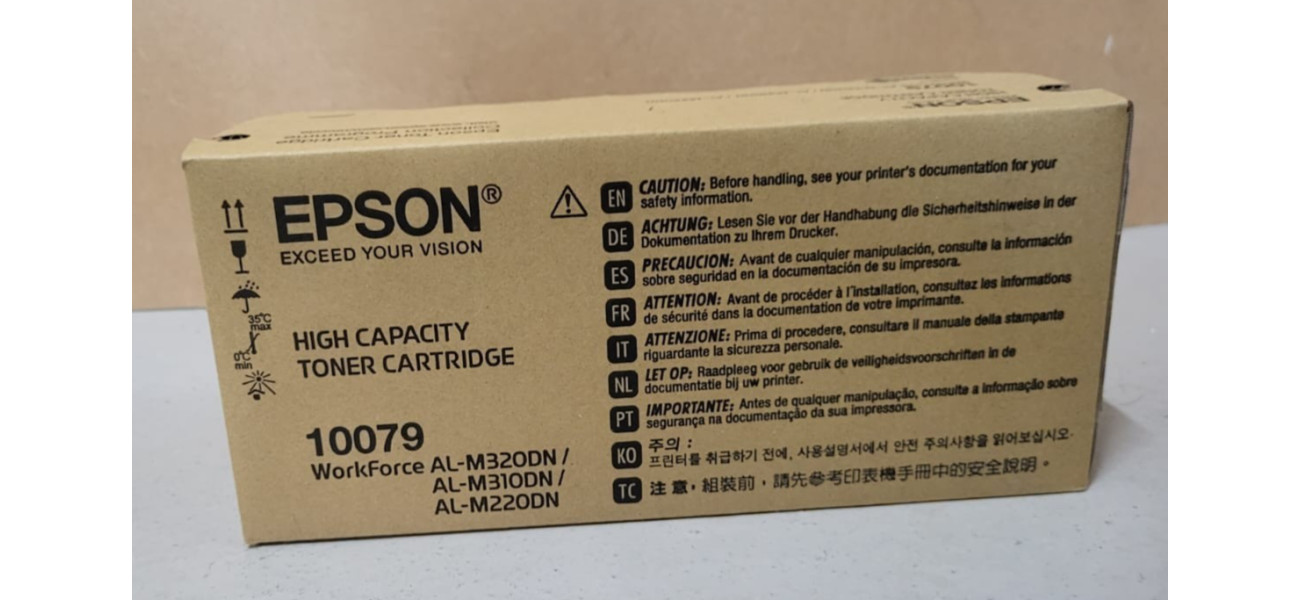 Epson Toner Cartridge
Collection Programme
10079
EPSON
EPSON®
EXCEED YOUR VISION
35°C
max
0°C
min
HIGH CAPACITY
TONER CARTRIDGE
10079
WorkForce AL-M320DN /
AL-M310DN /
AL-M220DN
EN CAUTION: Before handling, see your printer's documentation for your
safety information.
DE ACHTUNG: Lesen Sie vor der Handhabung die Sicherheitshinweise in der
Dokumentation zu Ihrem Drucker.
ES PRECAUCION: Avant de cualquier manipulación, consulte la información
sobre seguridad en la documentación de su impresora.
FR ATTENTION: Avant de procéder à l'installation, consultez les informations
de sécurité dans la documentation de votre imprimante.
IT ATTENZIONE: Prima di procedere, consultare il manuale della stampante
riguardante la sicurezza personale.
NL LET OP: Raadpleeg voor gebruik de veiligheidsvoorschriften in de
documentatie bij uw printer.
PT IMPORTANTE: Antes de qualquer manipulação, consulte a informação sobre
segurança na documentação da sua impressora.
KO 주의 :
프린터를 취급하기 전에, 사용설명서에서 안전 주의사항을 읽어보십시오.
TC 注意，組裝前，請先參考印表機手冊中的安全說明。